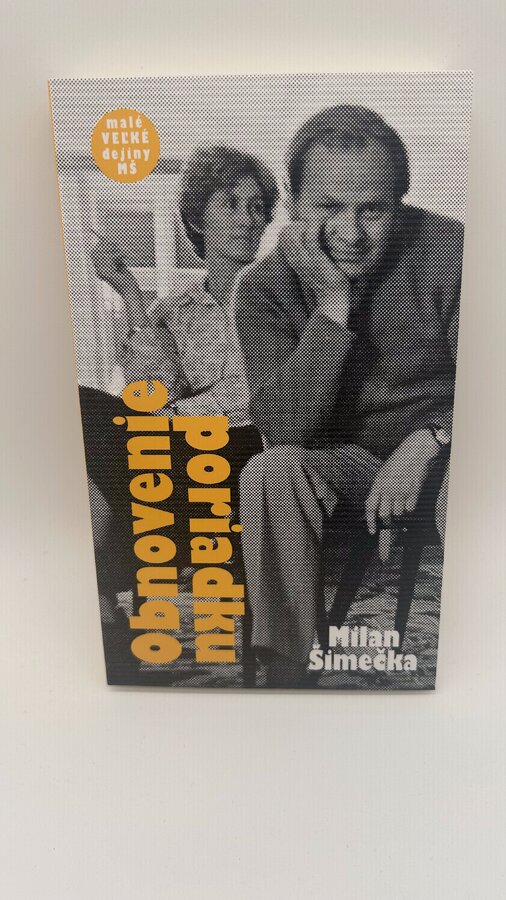 malé
VEĽKÉ
dejiny
MŠ
obnovenie
poriadku
Milan
Šimečka